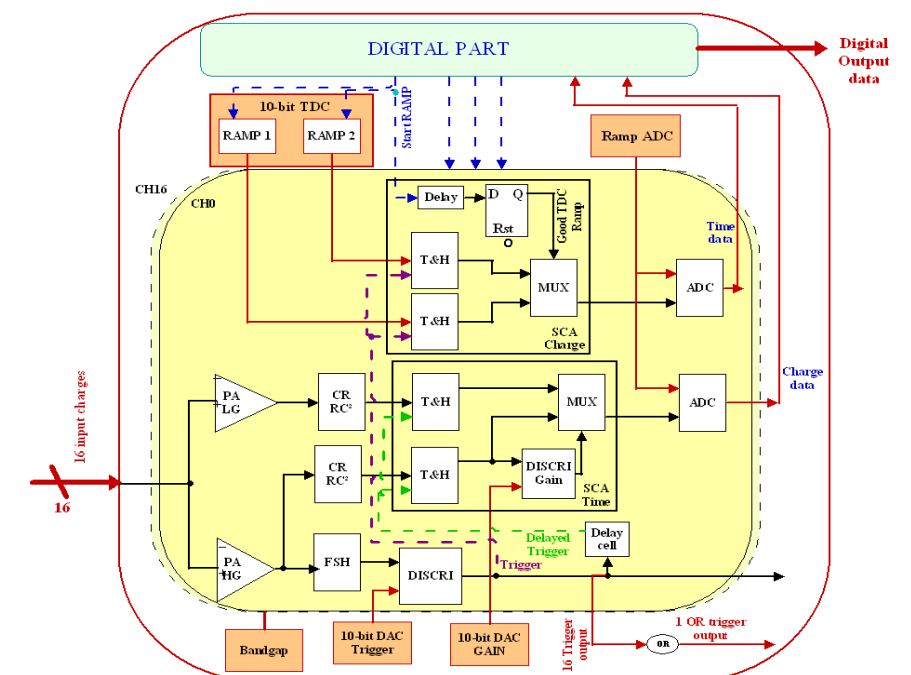 DIGITAL PART
Digital
Output
data
10-bit TDC
RAMP 1
RAMP 2
Start RAMP
Ramp ADC
CH16
CH0
Delay
D Q
Rst
Good TDC
Ramp
T&H
T&H
MUX
SCA
Charge
ADC
Time
data
16 input charges
16
PA
LG
CR
RC²
T&H
MUX
ADC
Charge
data
CR
RC²
T&H
DISCRI
Gain
SCA
Time
Delayed
Trigger
Delay
cell
Trigger
PA
HG
FSH
DISCRI
Bandgap
10-bit DAC
Trigger
10-bit DAC
GAIN
16 Trigger
output
OR
1 OR trigger
output